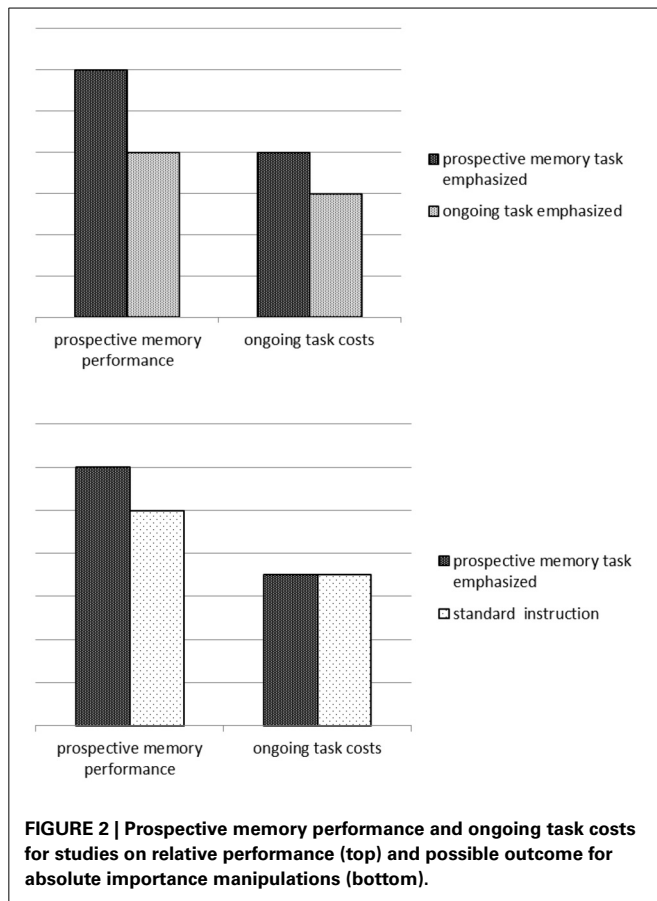 prospective memory task
emphasized
ongoing task emphasized
prospective memory
performance
ongoing task costs
prospective memory task
emphasized
standard instruction
prospective memory
performance
ongoing task costs
FIGURE 2 | Prospective memory performance and ongoing task costs
for studies on relative performance (top) and possible outcome for
absolute importance manipulations (bottom).